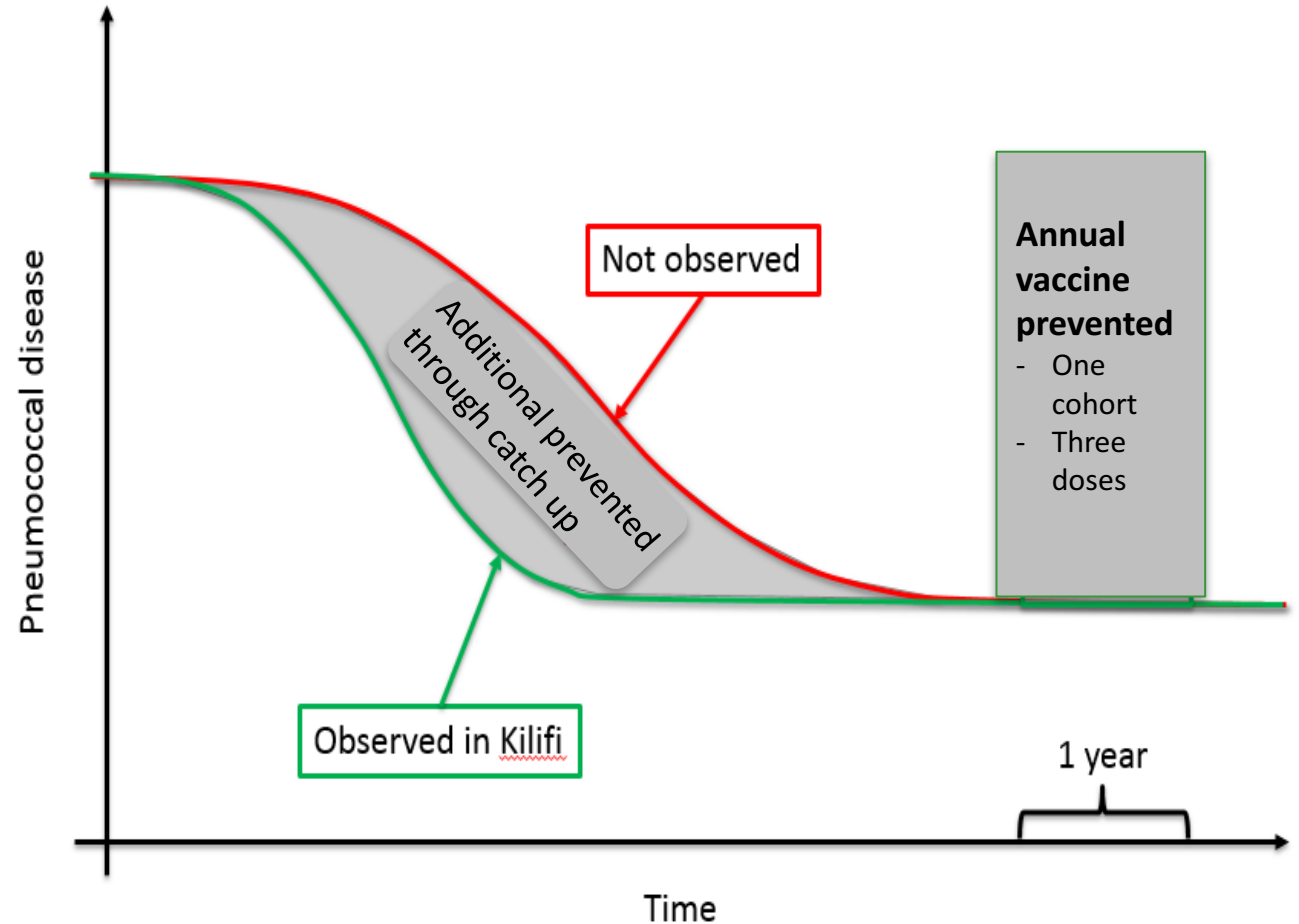 Pneumococcal disease
Not observed
Additional prevented
through catch up
Annual
vaccine
prevented
- One
cohort
- Three
doses
Observed in Kilifi
1 year
Time